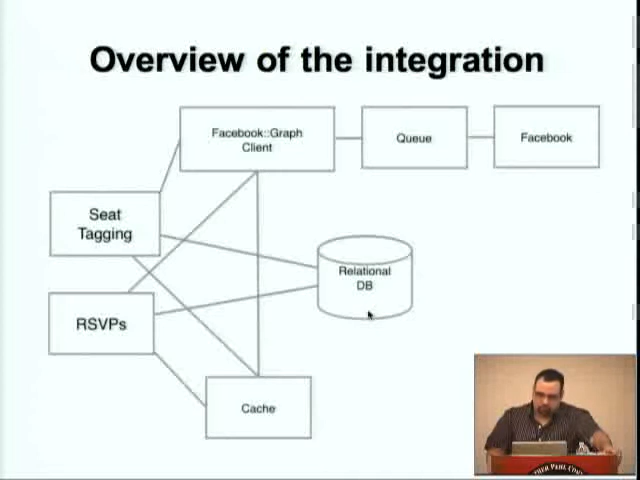 Overview of the integration
Facebook::Graph
Client
Queue
Facebook
Seat
Tagging
Relational
DB
RSVPs
Cache